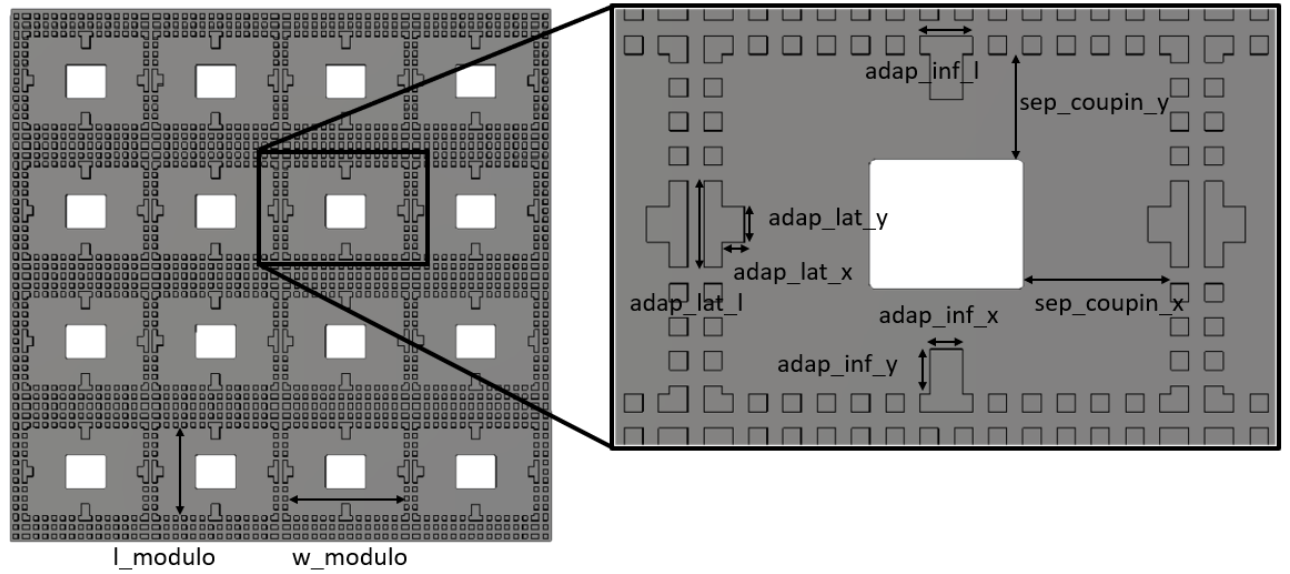 adap_inf_l
sep_coupin_y
adap_lat_y
adap_lat_x
adap_lat_l
sep_coupin_x
adap_inf_x
adap_inf_y
l_modulo
w_modulo